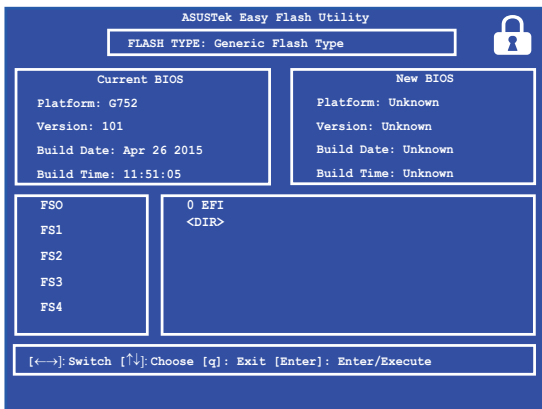 ASUSTek Easy Flash Utility
FLASH TYPE: Generic Flash Type
Current BIOS
Platform: G752
Version: 101
Build Date: Apr 26 2015
Build Time: 11:51:05
New BIOS
Platform: Unknown
Version: Unknown
Build Date: Unknown
Build Time: Unknown
FSO
FS1
FS2
FS3
FS4
0 EFI
<DIR>
[←→]: Switch [↑↓]: Choose [q]: Exit [Enter]: Enter/Execute